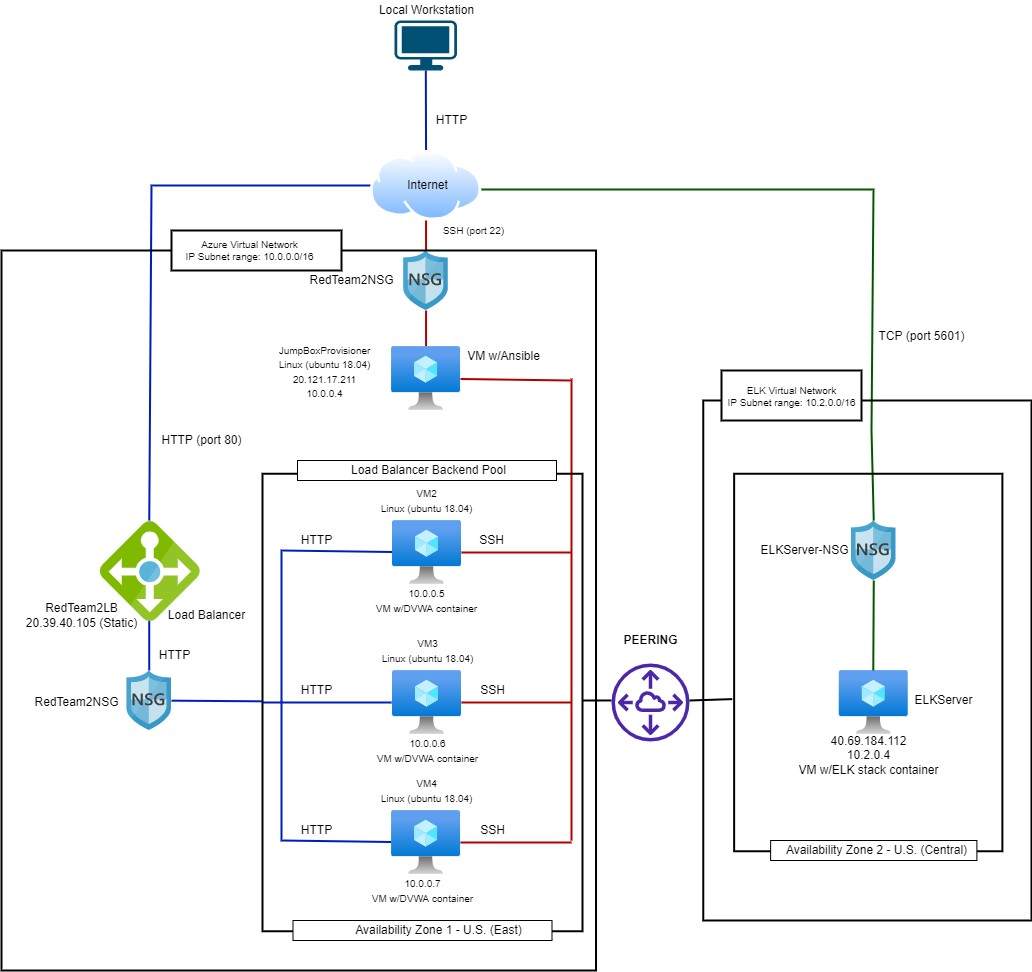 Local Workstation
HTTP
Internet
SSH (port 22)
Azure Virtual Network
IP Subnet range: 10.0.0.0/16
RedTeam2NSG
NSG
TCP (port 5601)
JumpBoxProvisioner
Linux (ubuntu 18.04)
20.121.17.211
10.0.0.4
VM w/Ansible
ELK Virtual Network
IP Subnet range: 10.2.0.0/16
HTTP (port 80)
Load Balancer Backend Pool
VM2
Linux (ubuntu 18.04)
HTTP
SSH
10.0.0.5
VM w/DVWA container
ELKServer-NSG
NSG
RedTeam2LB
20.39.40.105 (Static)
Load Balancer
HTTP
RedTeam2NSG
NSG
VM3
Linux (ubuntu 18.04)
HTTP
SSH
10.0.0.6
VM w/DVWA container
PEERING
ELKServer
40.69.184.112
10.2.0.4
VM w/ELK stack container
VM4
Linux (ubuntu 18.04)
HTTP
SSH
10.0.0.7
VM w/DVWA container
Availability Zone 2 - U.S. (Central)
Availability Zone 1 - U.S. (East)